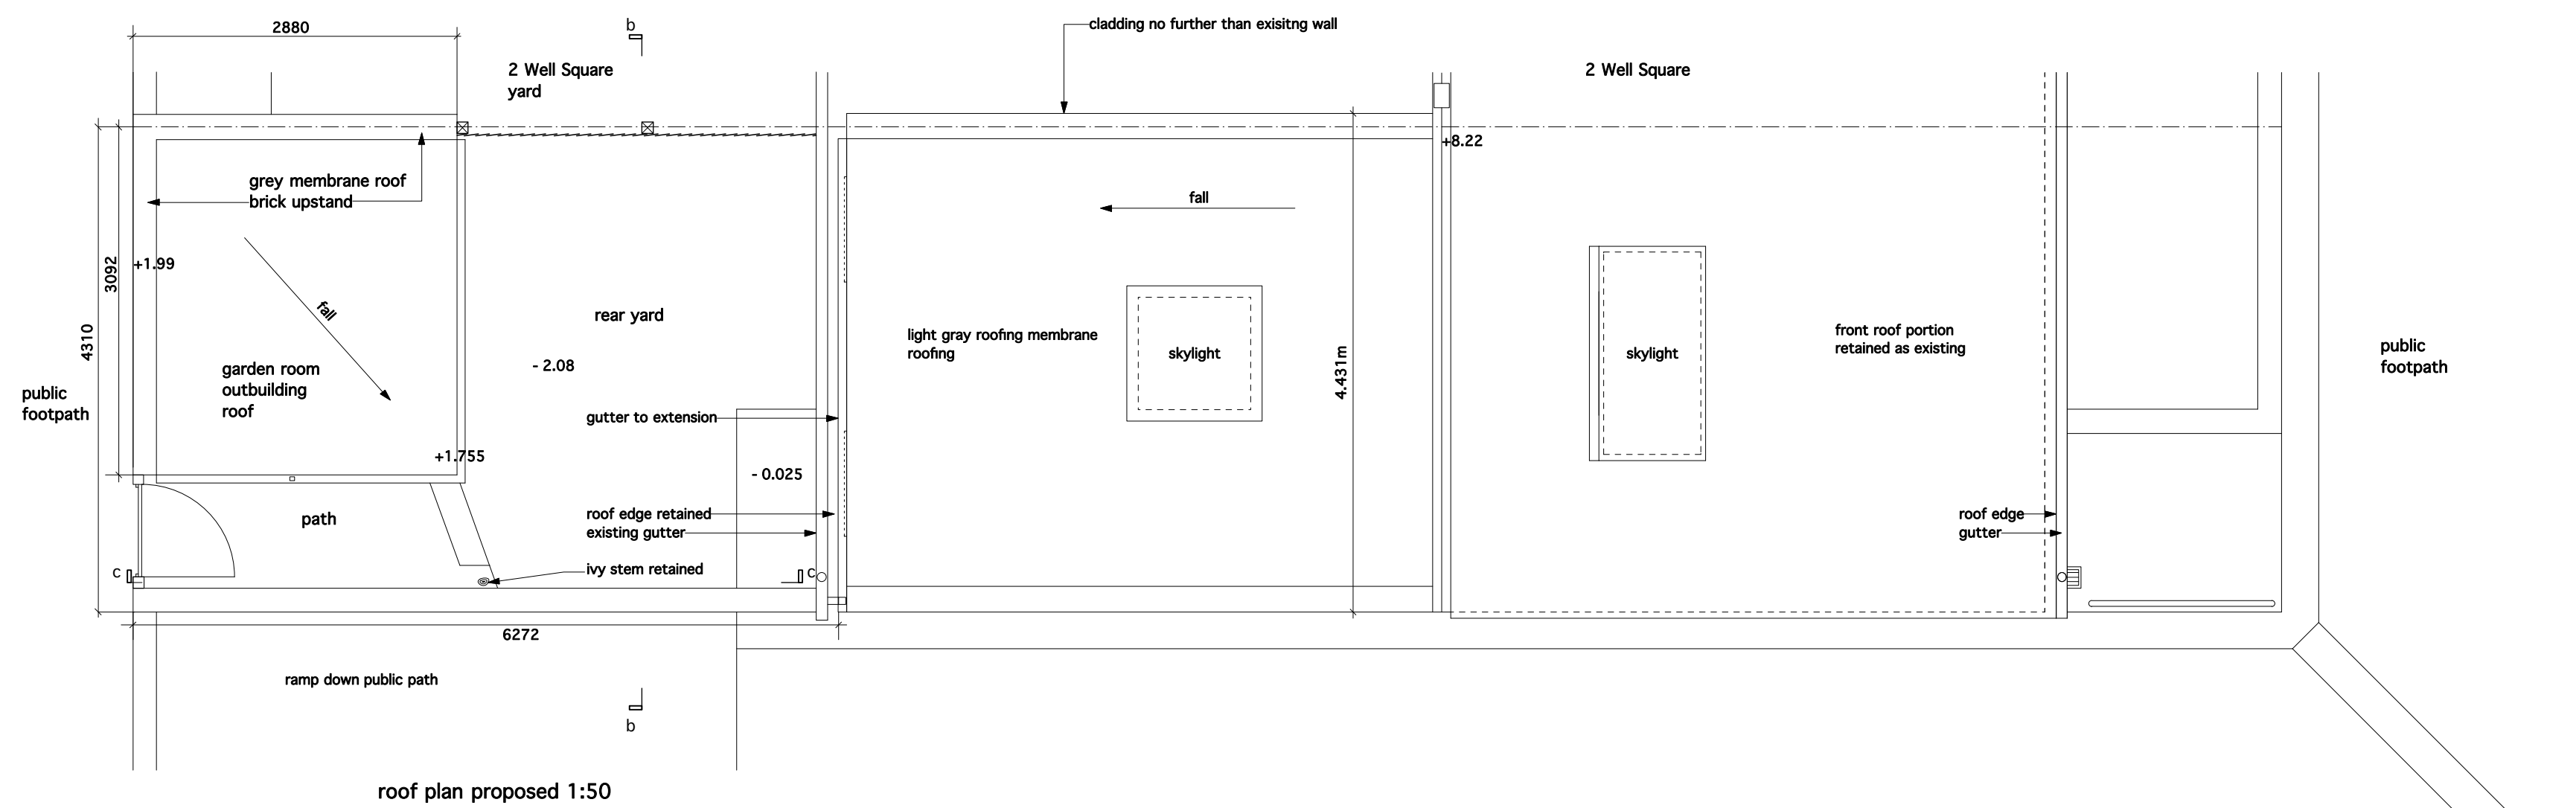 2880
b
cladding no further than exisitng wall
2 Well Square
yard
2 Well Square
+8.22
grey membrane roof
brick upstand
fall
+1.99
3092
4310
fall
rear yard
- 2.08
light gray roofing membrane
roofing
skylight
4.431m
skylight
front roof portion
retained as existing
public
footpath
public
footpath
garden room
outbuilding
roof
gutter to extension
+1.755
- 0.025
path
roof edge retained
existing gutter
roof edge
gutter
ivy stem retained
c
c
6272
ramp down public path
b
roof plan proposed 1:50